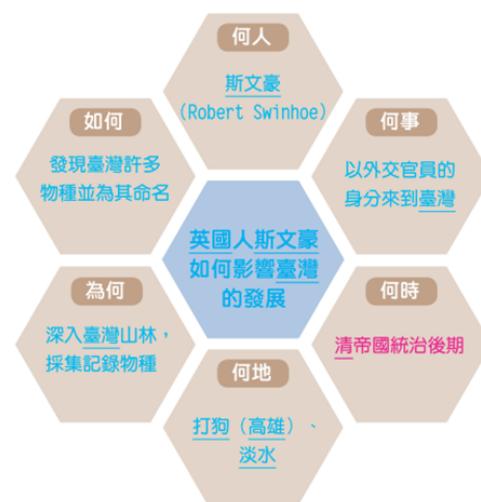 何人
斯文豪
(Robert Swinhoe)
何事
以外交官員的
身分來到臺灣
何時
清帝國統治後期
何地
打狗（高雄）、
淡水
為何
深入臺灣山林，
採集記錄物種
如何
發現臺灣許多
物種並為其命名
英國人斯文豪
如何影響臺灣
的發展